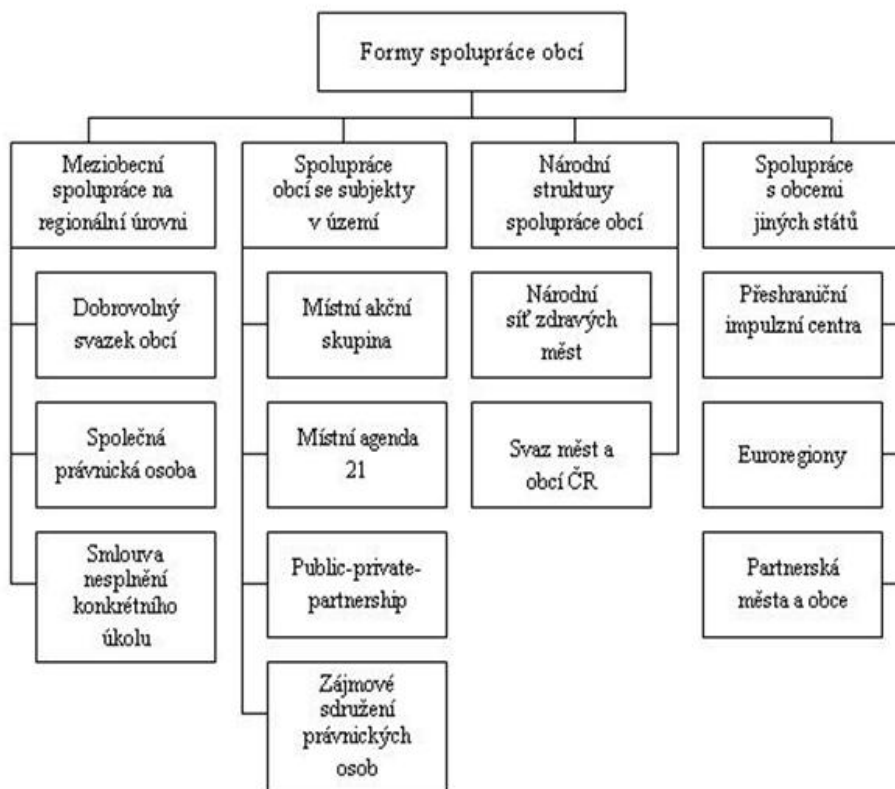 Formy spolupráce obcí
Meziobecní
spolupráce na
regionální úrovni
Spolupráce
obcí se subjekty
v území
Národní
struktury
spolupráce obcí
Spolupráce
s obcemi
jiných států
Dobrovolný
svazek obcí
Místní akční
skupina
Národní
síť zdravých
měst
Přeshraniční
impulzní centra
Společná
právnická osoba
Místní agenda
21
Svaz měst a
obcí ČR
Euroregiony
Smlouva
nesplnění
konkrétního
úkolu
Public-private-
partnership
Partnerská
města a obce
Zájmové
sdružení
právnických
osob